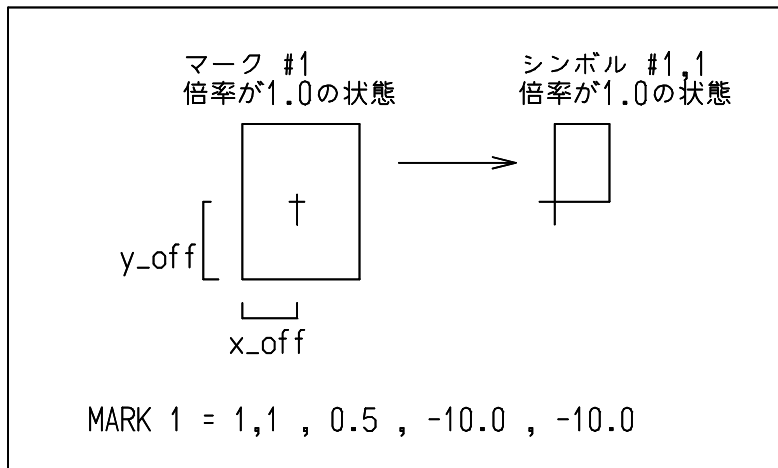 マーク #1
倍率が1.0の状態
シンボル #1,1
倍率が1.0の状態
y_off
x_off
MARK 1 = 1,1 , 0.5 , -10.0 , -10.0